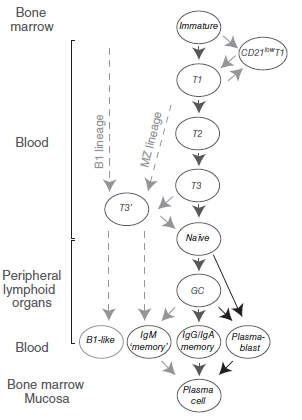 Bone
marrow
Immature
CD21lowT1
T1
Blood
B1 lineage
MZ lineage
T2
T3
T3’
Naïve
Peripheral
lymphoid
organs
GC
Blood
B1-like
IgM
‘memory’
IgG/IgA
memory
Plasma-
blast
Bone marrow
Mucosa
Plasma
cell